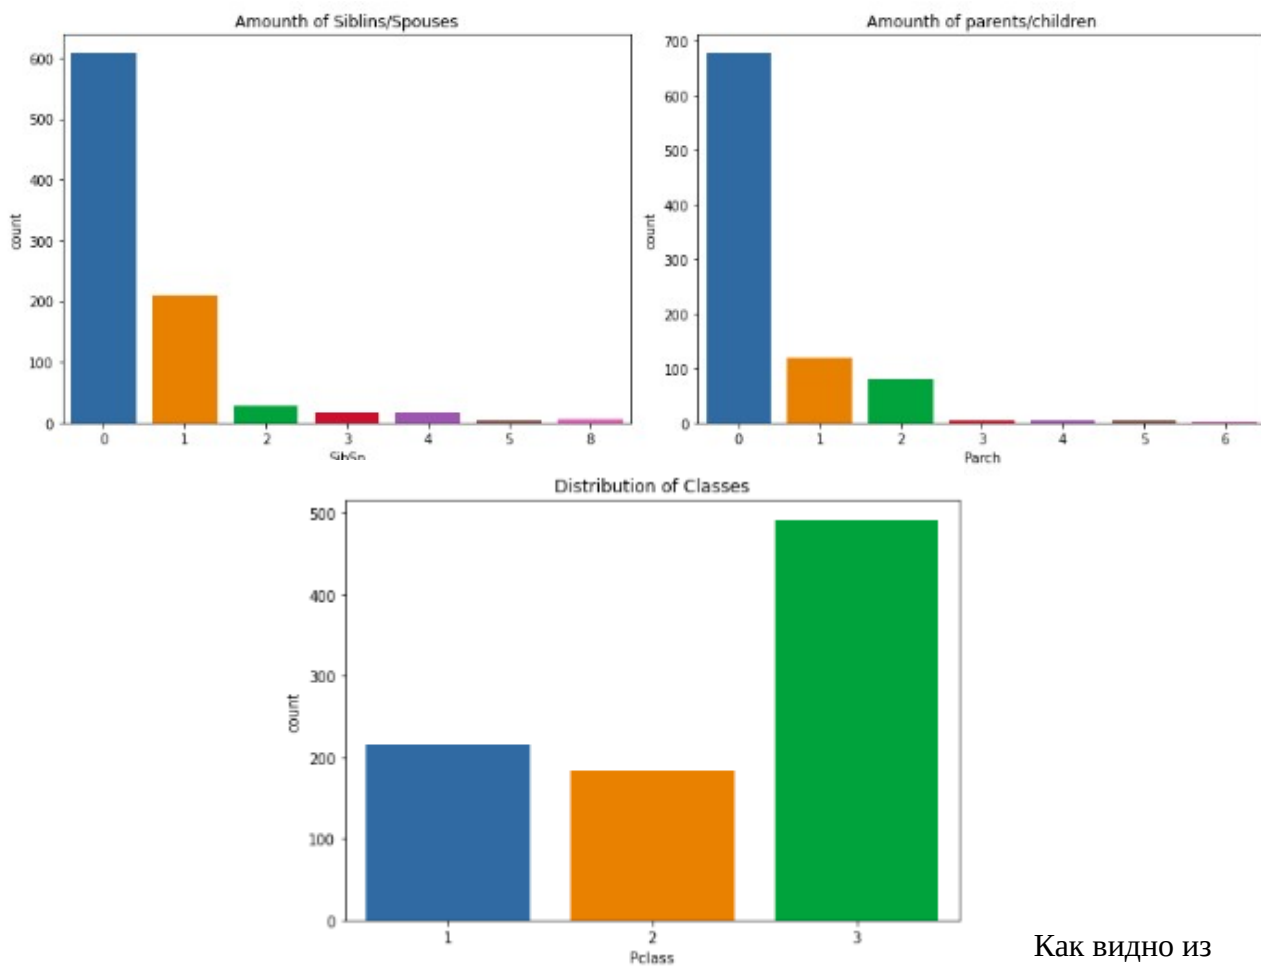 Amounth of Siblins/Spouses
600
500
400
300
200
100
0
count
0 1 2 3 4 5 8
SibSp
Amounth of parents/children
700
600
500
400
300
200
100
0
count
0 1 2 3 4 5 6
Parch
Distribution of Classes
500
400
300
200
100
0
count
1 2 3
Pclass
Как видно из